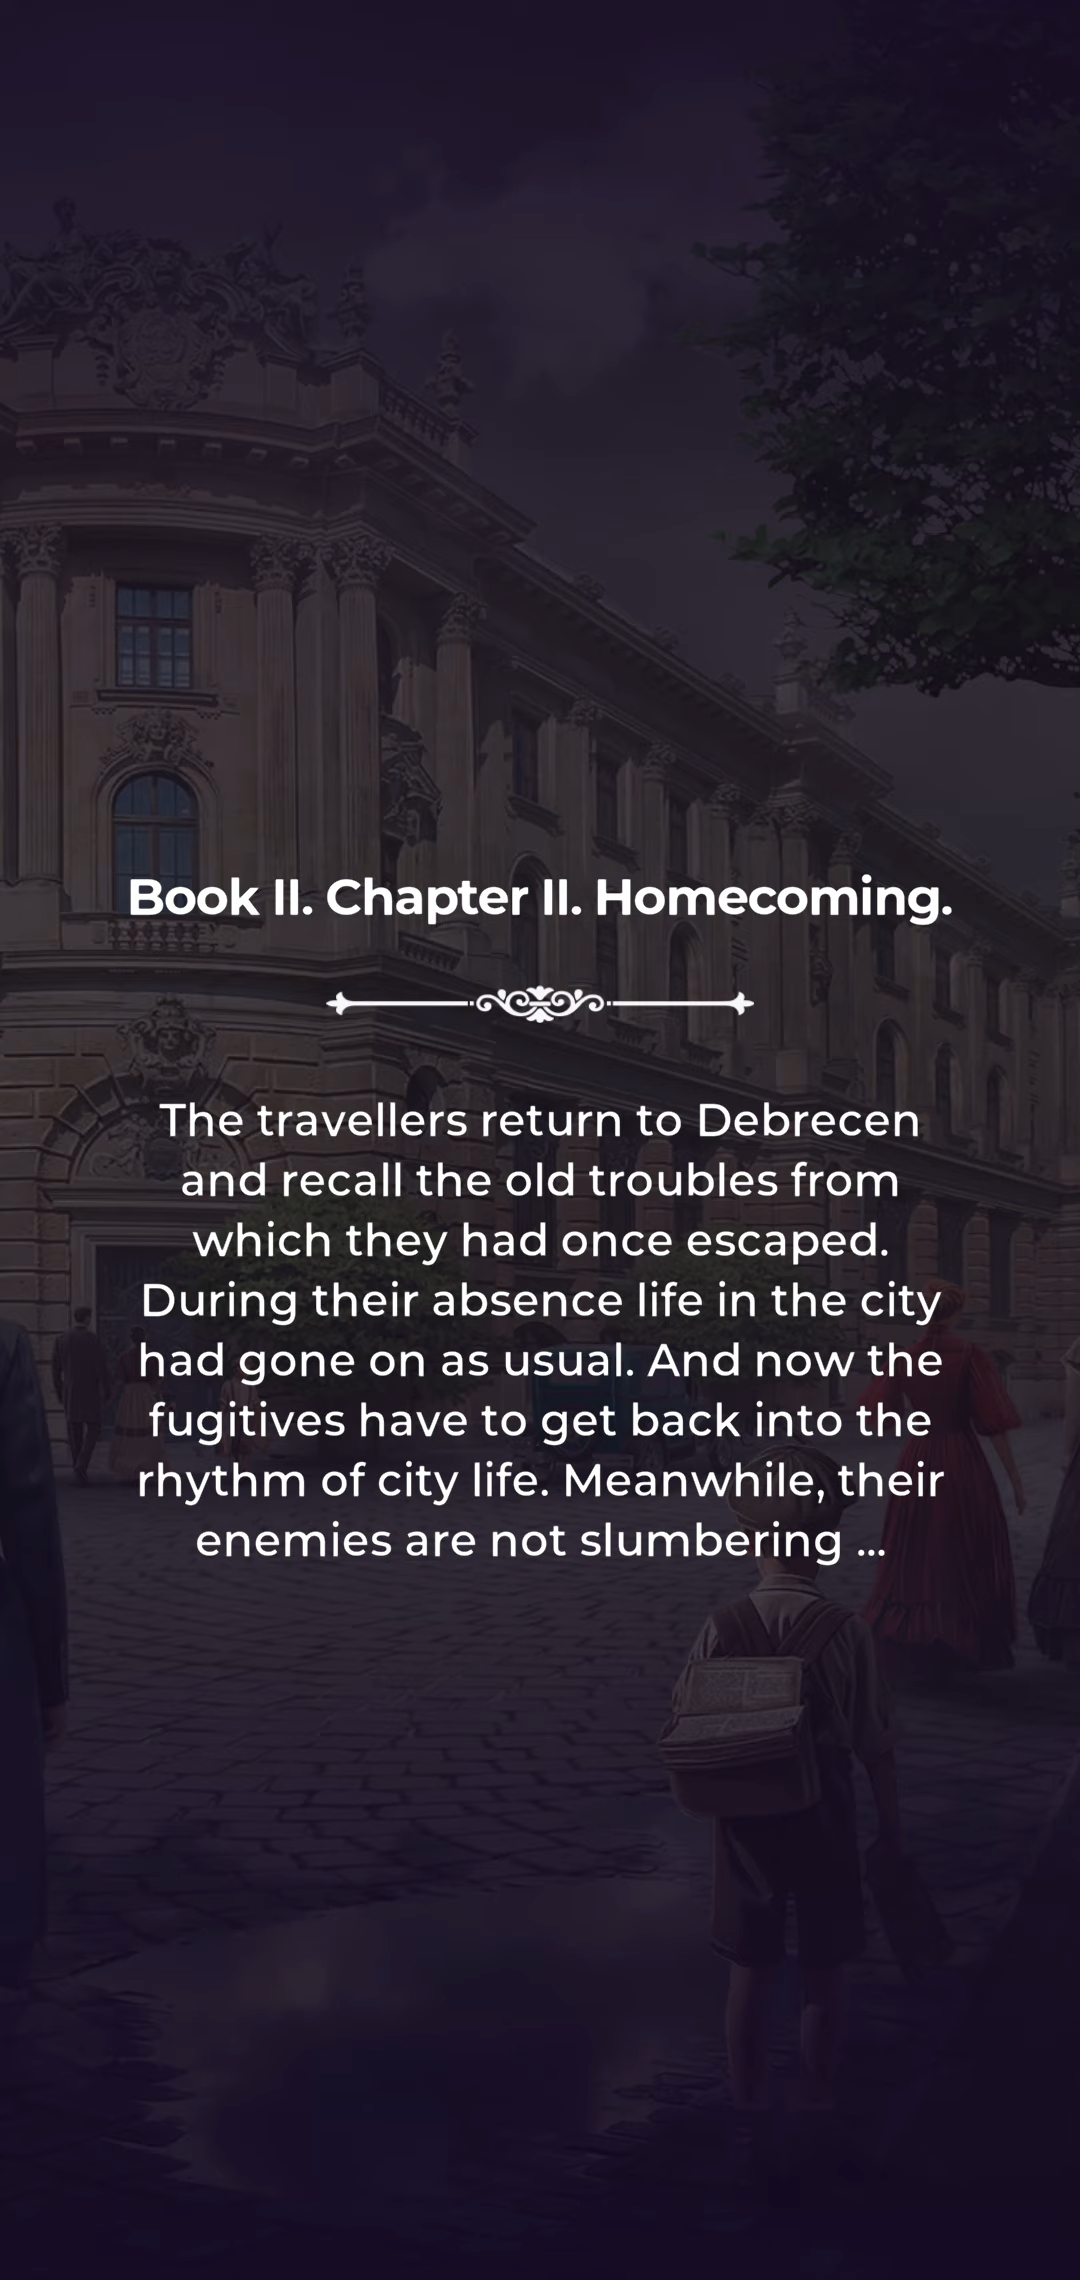 Book II. Chapter II. Homecoming.
The travellers return to Debrecen
and recall the old troubles from
which they had once escaped.
During their absence life in the city
had gone on as usual. And now the
fugitives have to get back into the
rhythm of city life. Meanwhile, their
enemies are not slumbering ...